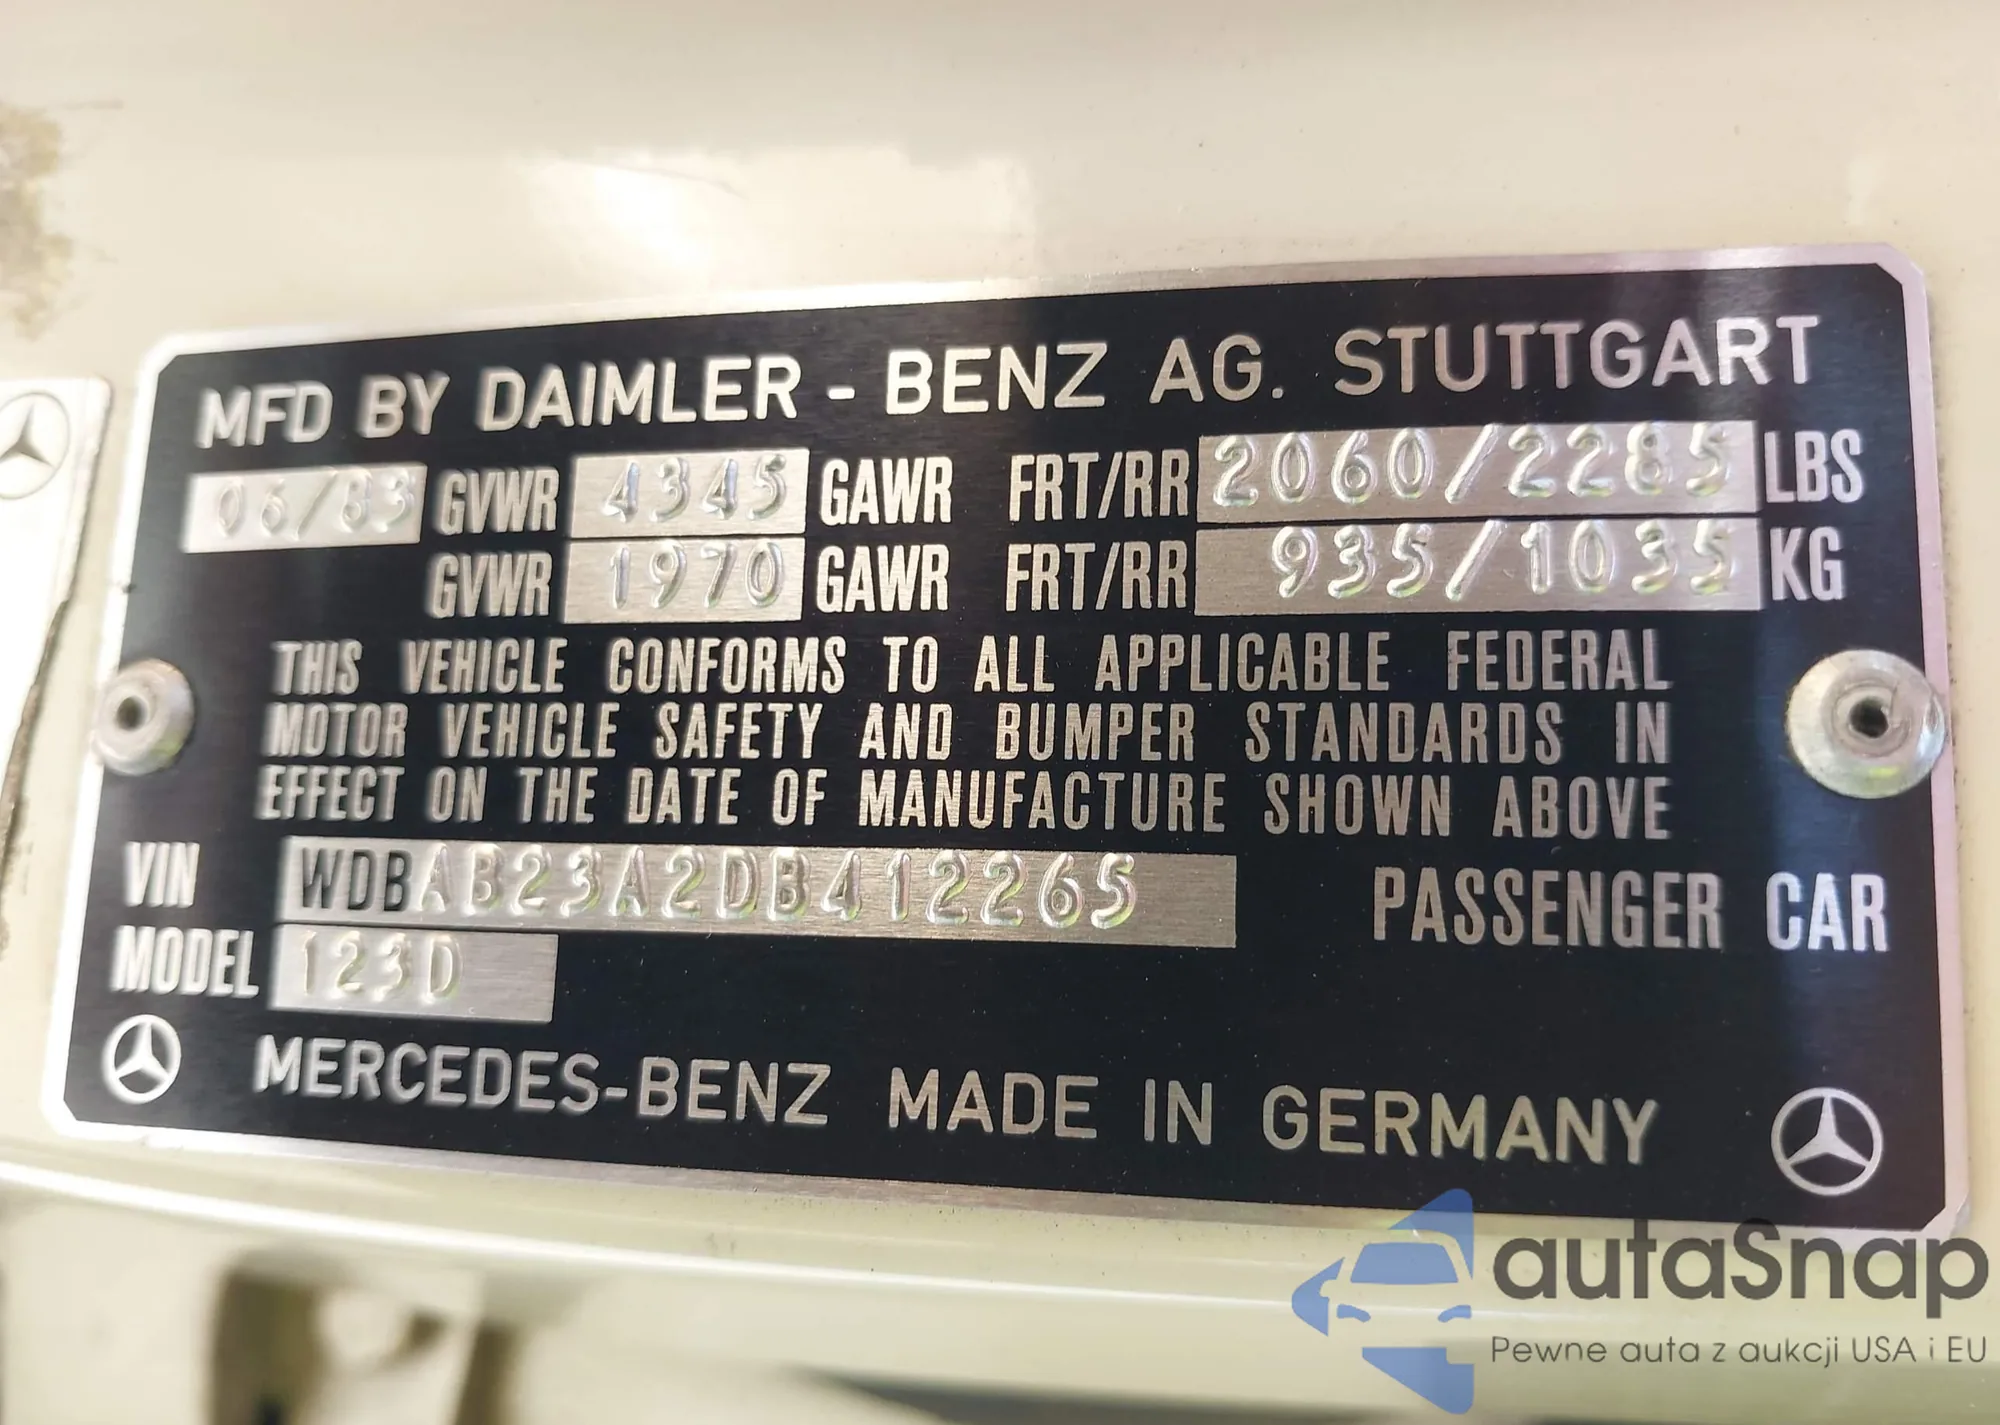 MFD BY DAIMLER - BENZ AG. STUTTGART
06/83 GVWR 4345 GAWR FRT/RR 2060/2285 LBS
GVWR 1970 GAWR FRT/RR 935/1035 KG
THIS VEHICLE CONFORMS TO ALL APPLICABLE FEDERAL
MOTOR VEHICLE SAFETY AND BUMPER STANDARDS IN
EFFECT ON THE DATE OF MANUFACTURE SHOWN ABOVE
VIN WDBAB23A2DB412265 PASSENGER CAR
MODEL 123D
MERCEDES-BENZ MADE IN GERMANY
autaSnap
Pewne auta z aukcji USA i EU